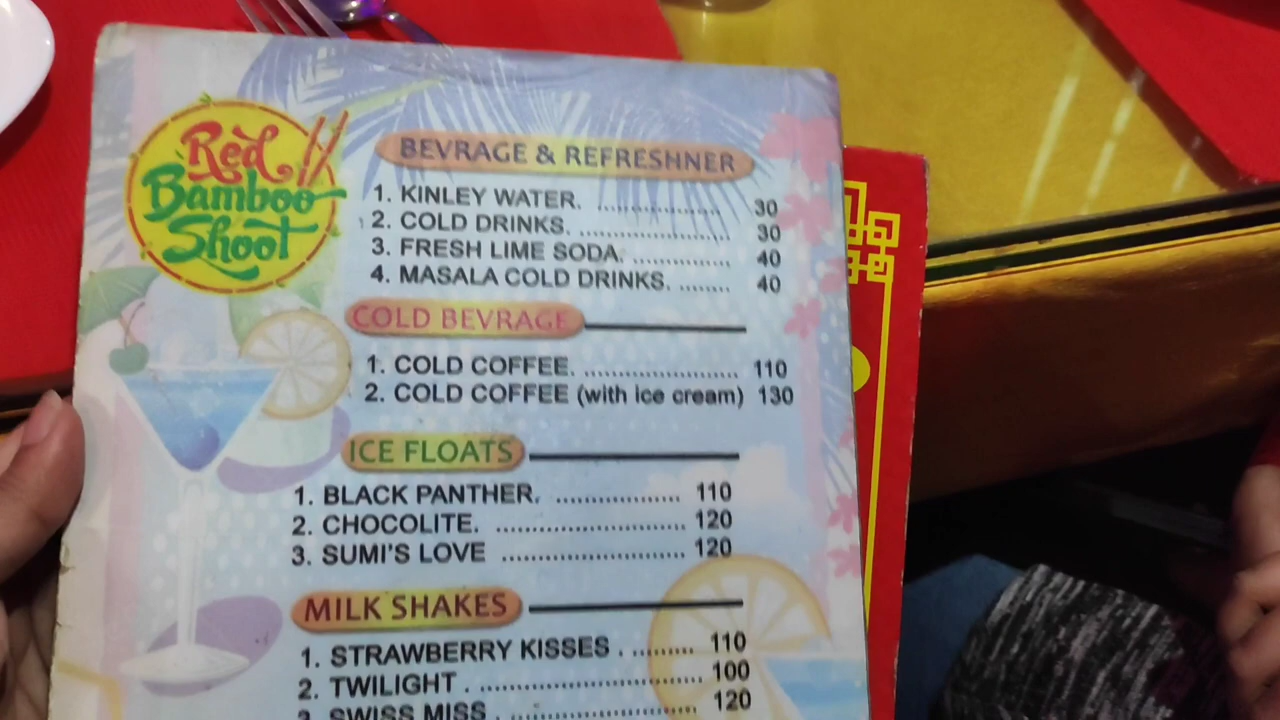 Red
Bamboo
Shoot
BEVRAGE & REFRESHNER
1. KINLEY WATER. .................... 30
2. COLD DRINKS. ........................ 30
3. FRESH LIME SODA. ............... 40
4. MASALA COLD DRINKS. ........ 40
COLD BEVRAGE
1. COLD COFFEE. ........................ 110
2. COLD COFFEE (with ice cream) 130
ICE FLOATS
1. BLACK PANTHER. ................... 110
2. CHOCOLITE. ............................. 120
3. SUMI'S LOVE ............................ 120
MILK SHAKES
1. STRAWBERRY KISSES . ......... 110
2. TWILIGHT . .................................. 100
3. SWISS MISS . ............................ 120